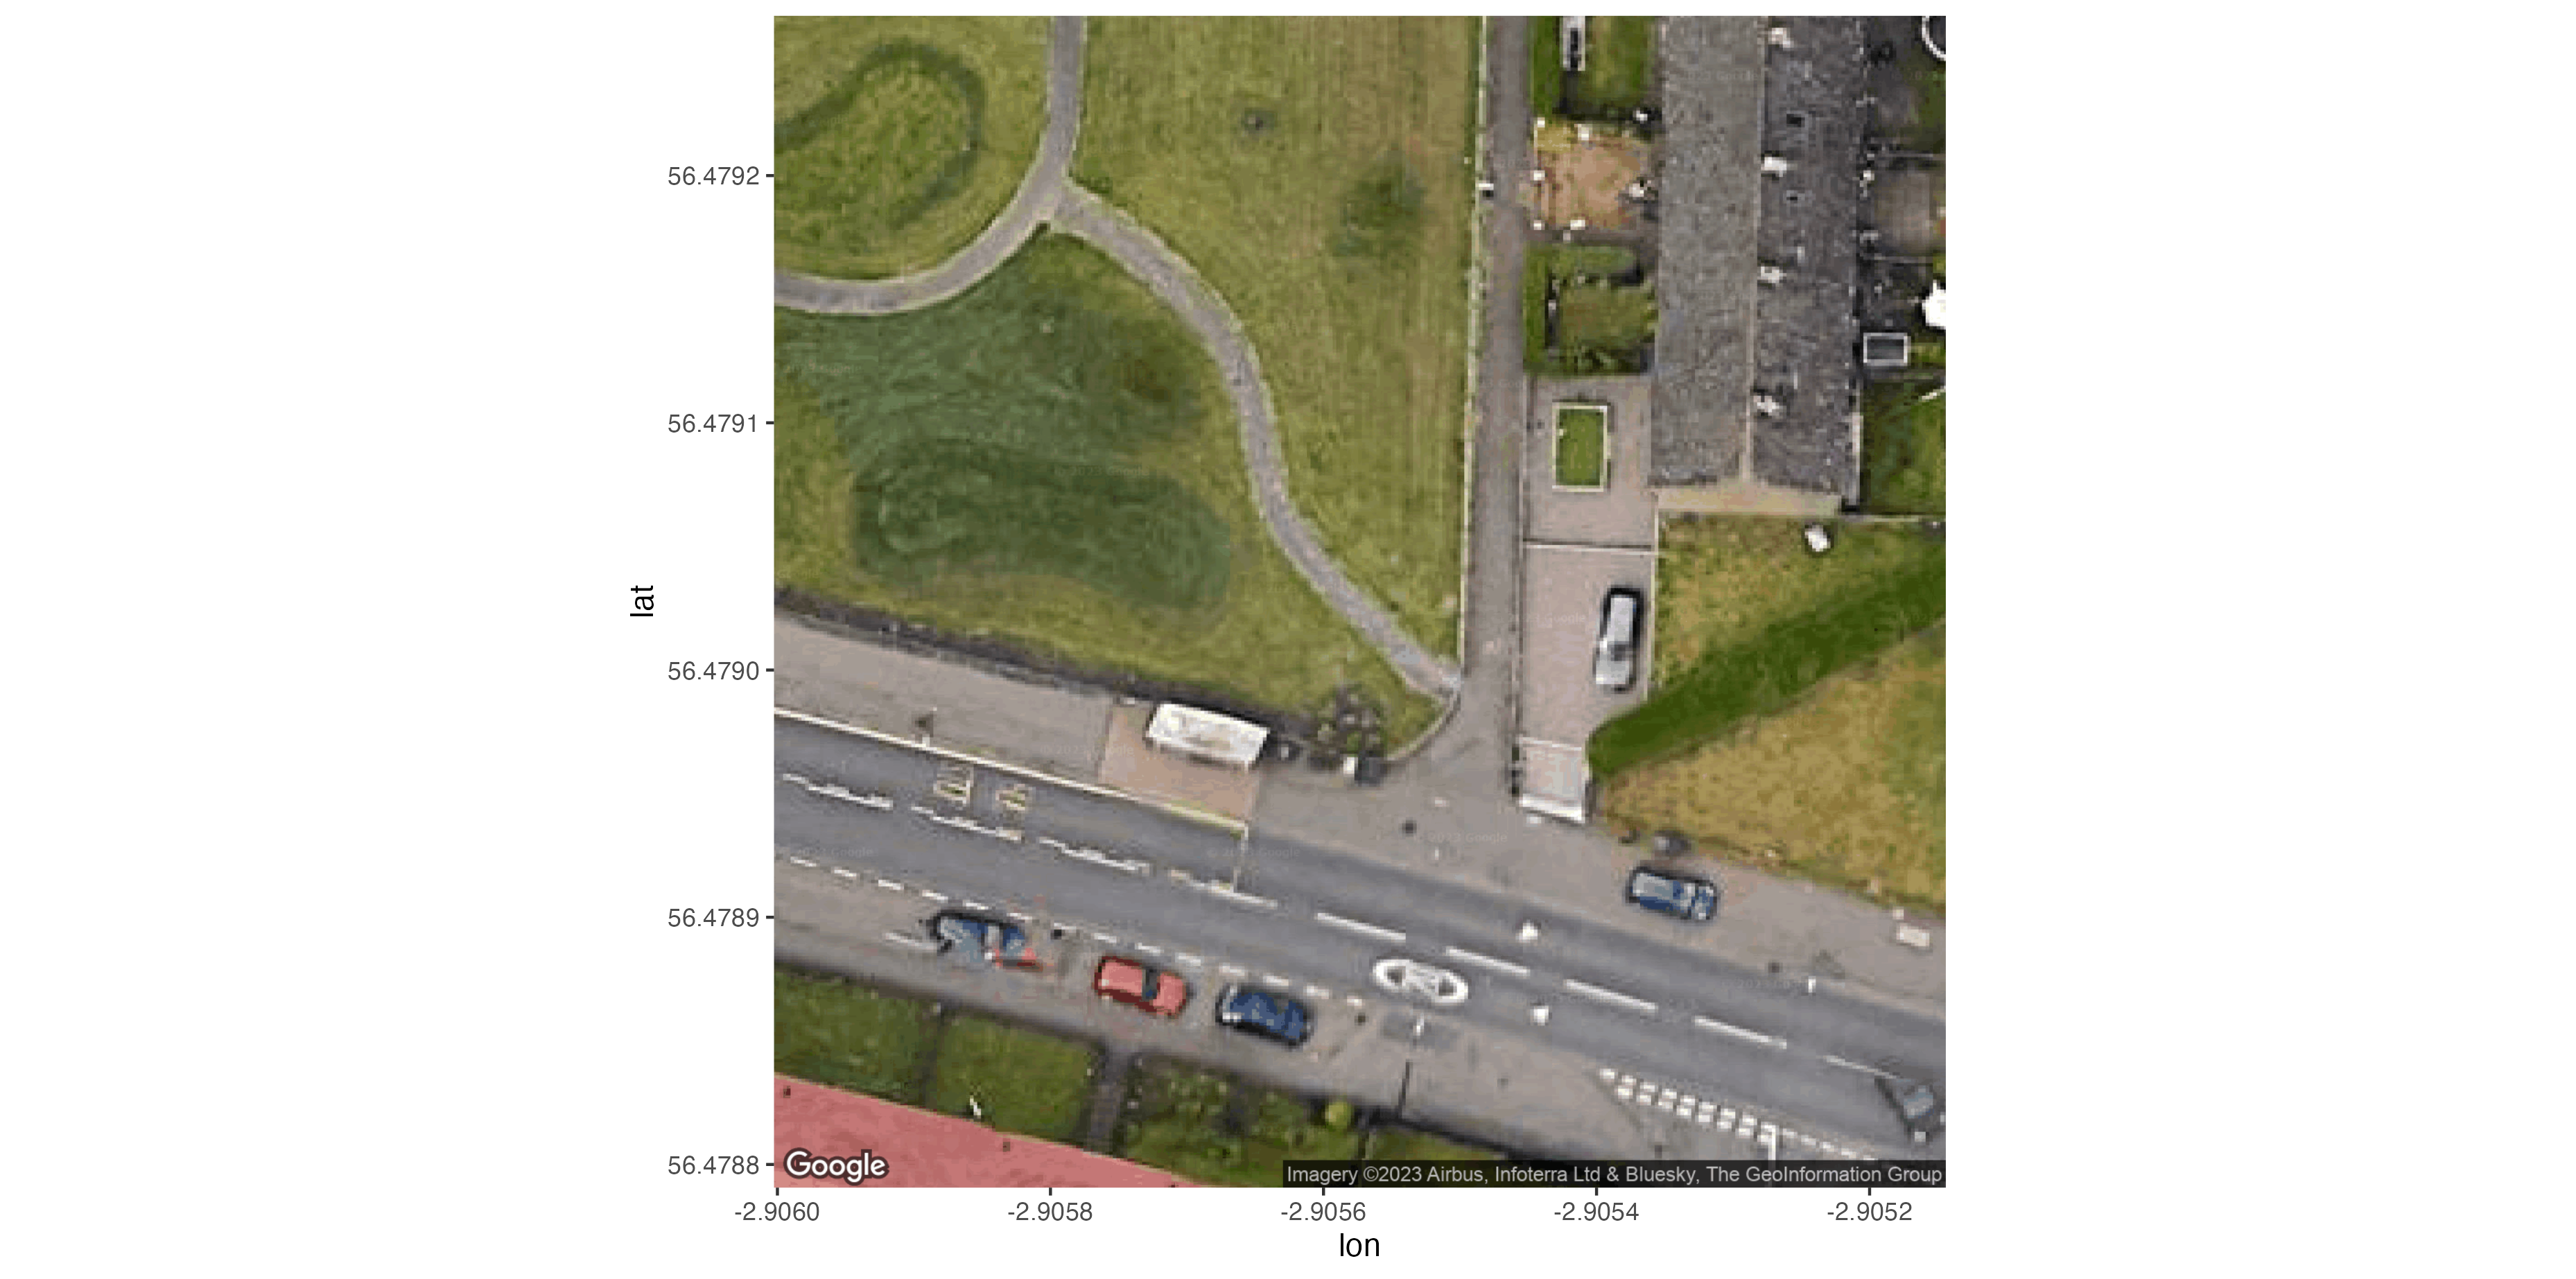 56.4792
56.4791
56.4790
56.4789
56.4788
lat
Google
Imagery ©2023 Airbus, Infoterra Ltd & Bluesky, The GeoInformation Group
-2.9060
-2.9058
-2.9056
-2.9054
-2.9052
lon